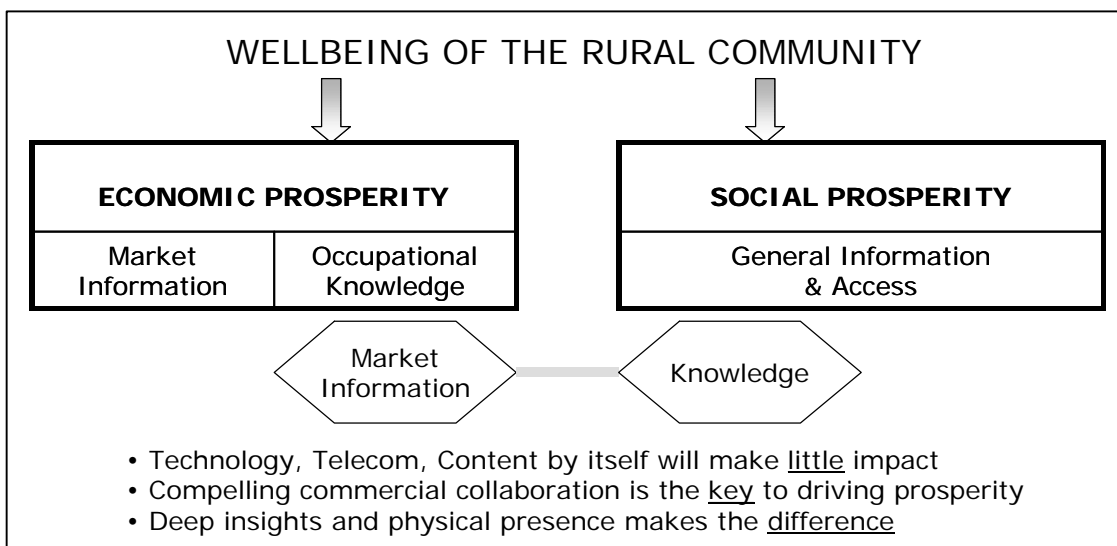 WELLBEING OF THE RURAL COMMUNITY
ECONOMIC PROSPERITY
Market
Information
Occupational
Knowledge
SOCIAL PROSPERITY
General Information
& Access
Market
Information
Knowledge
• Technology, Telecom, Content by itself will make little impact
• Compelling commercial collaboration is the key to driving prosperity
• Deep insights and physical presence makes the difference